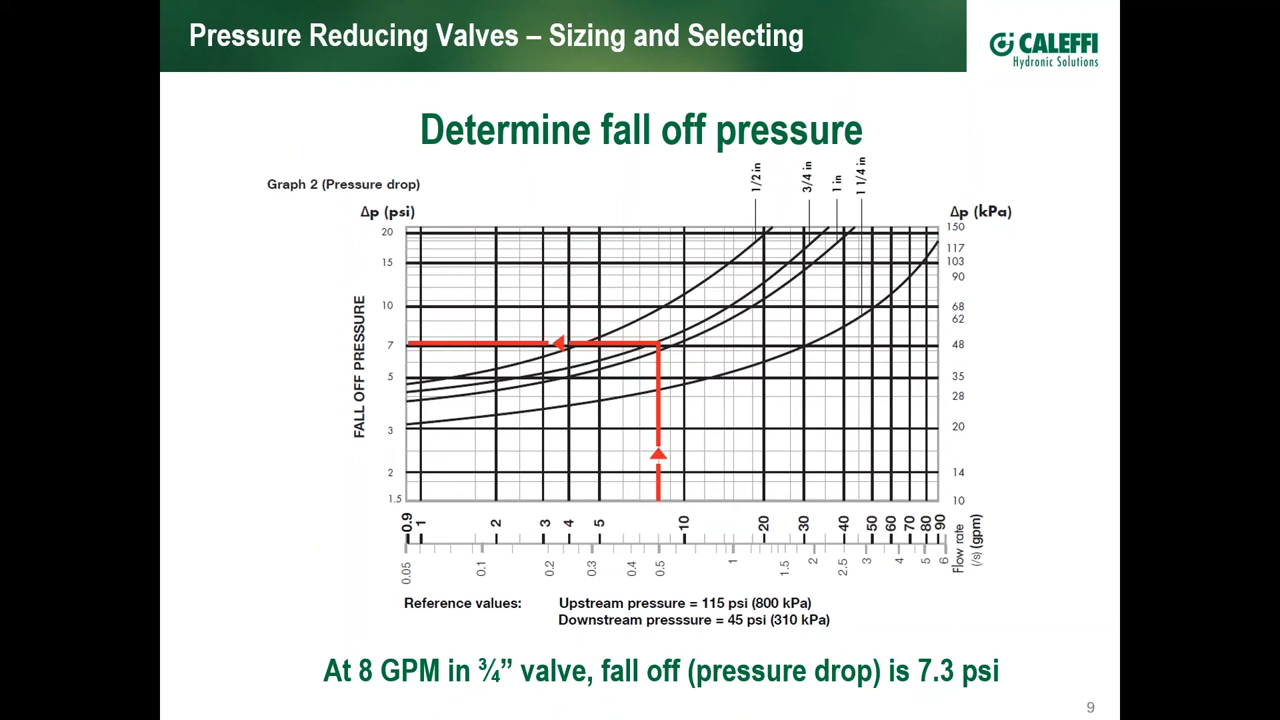 Pressure Reducing Valves – Sizing and Selecting
CALEFFI
Hydronic Solutions
Determine fall off pressure
Graph 2 (Pressure drop)
1/2 in
3/4 in
1 in
1 1/4 in
Δp (psi)
Δp (kPa)
FALL OFF PRESSURE
20
15
10
7
5
3
2
1.5
150
117
103
90
68
62
48
35
28
20
14
10
0.9 1 2 3 4 5 10 20 30 40 50 60 70 80 90
0.05 0.1 0.2 0.3 0.4 0.5 1 1.5 2 2.5 3 4 5 6
Flow rate
(/s) (gpm)
Reference values: Upstream pressure = 115 psi (800 kPa)
Downstream presssure = 45 psi (310 kPa)
At 8 GPM in ¾” valve, fall off (pressure drop) is 7.3 psi
9